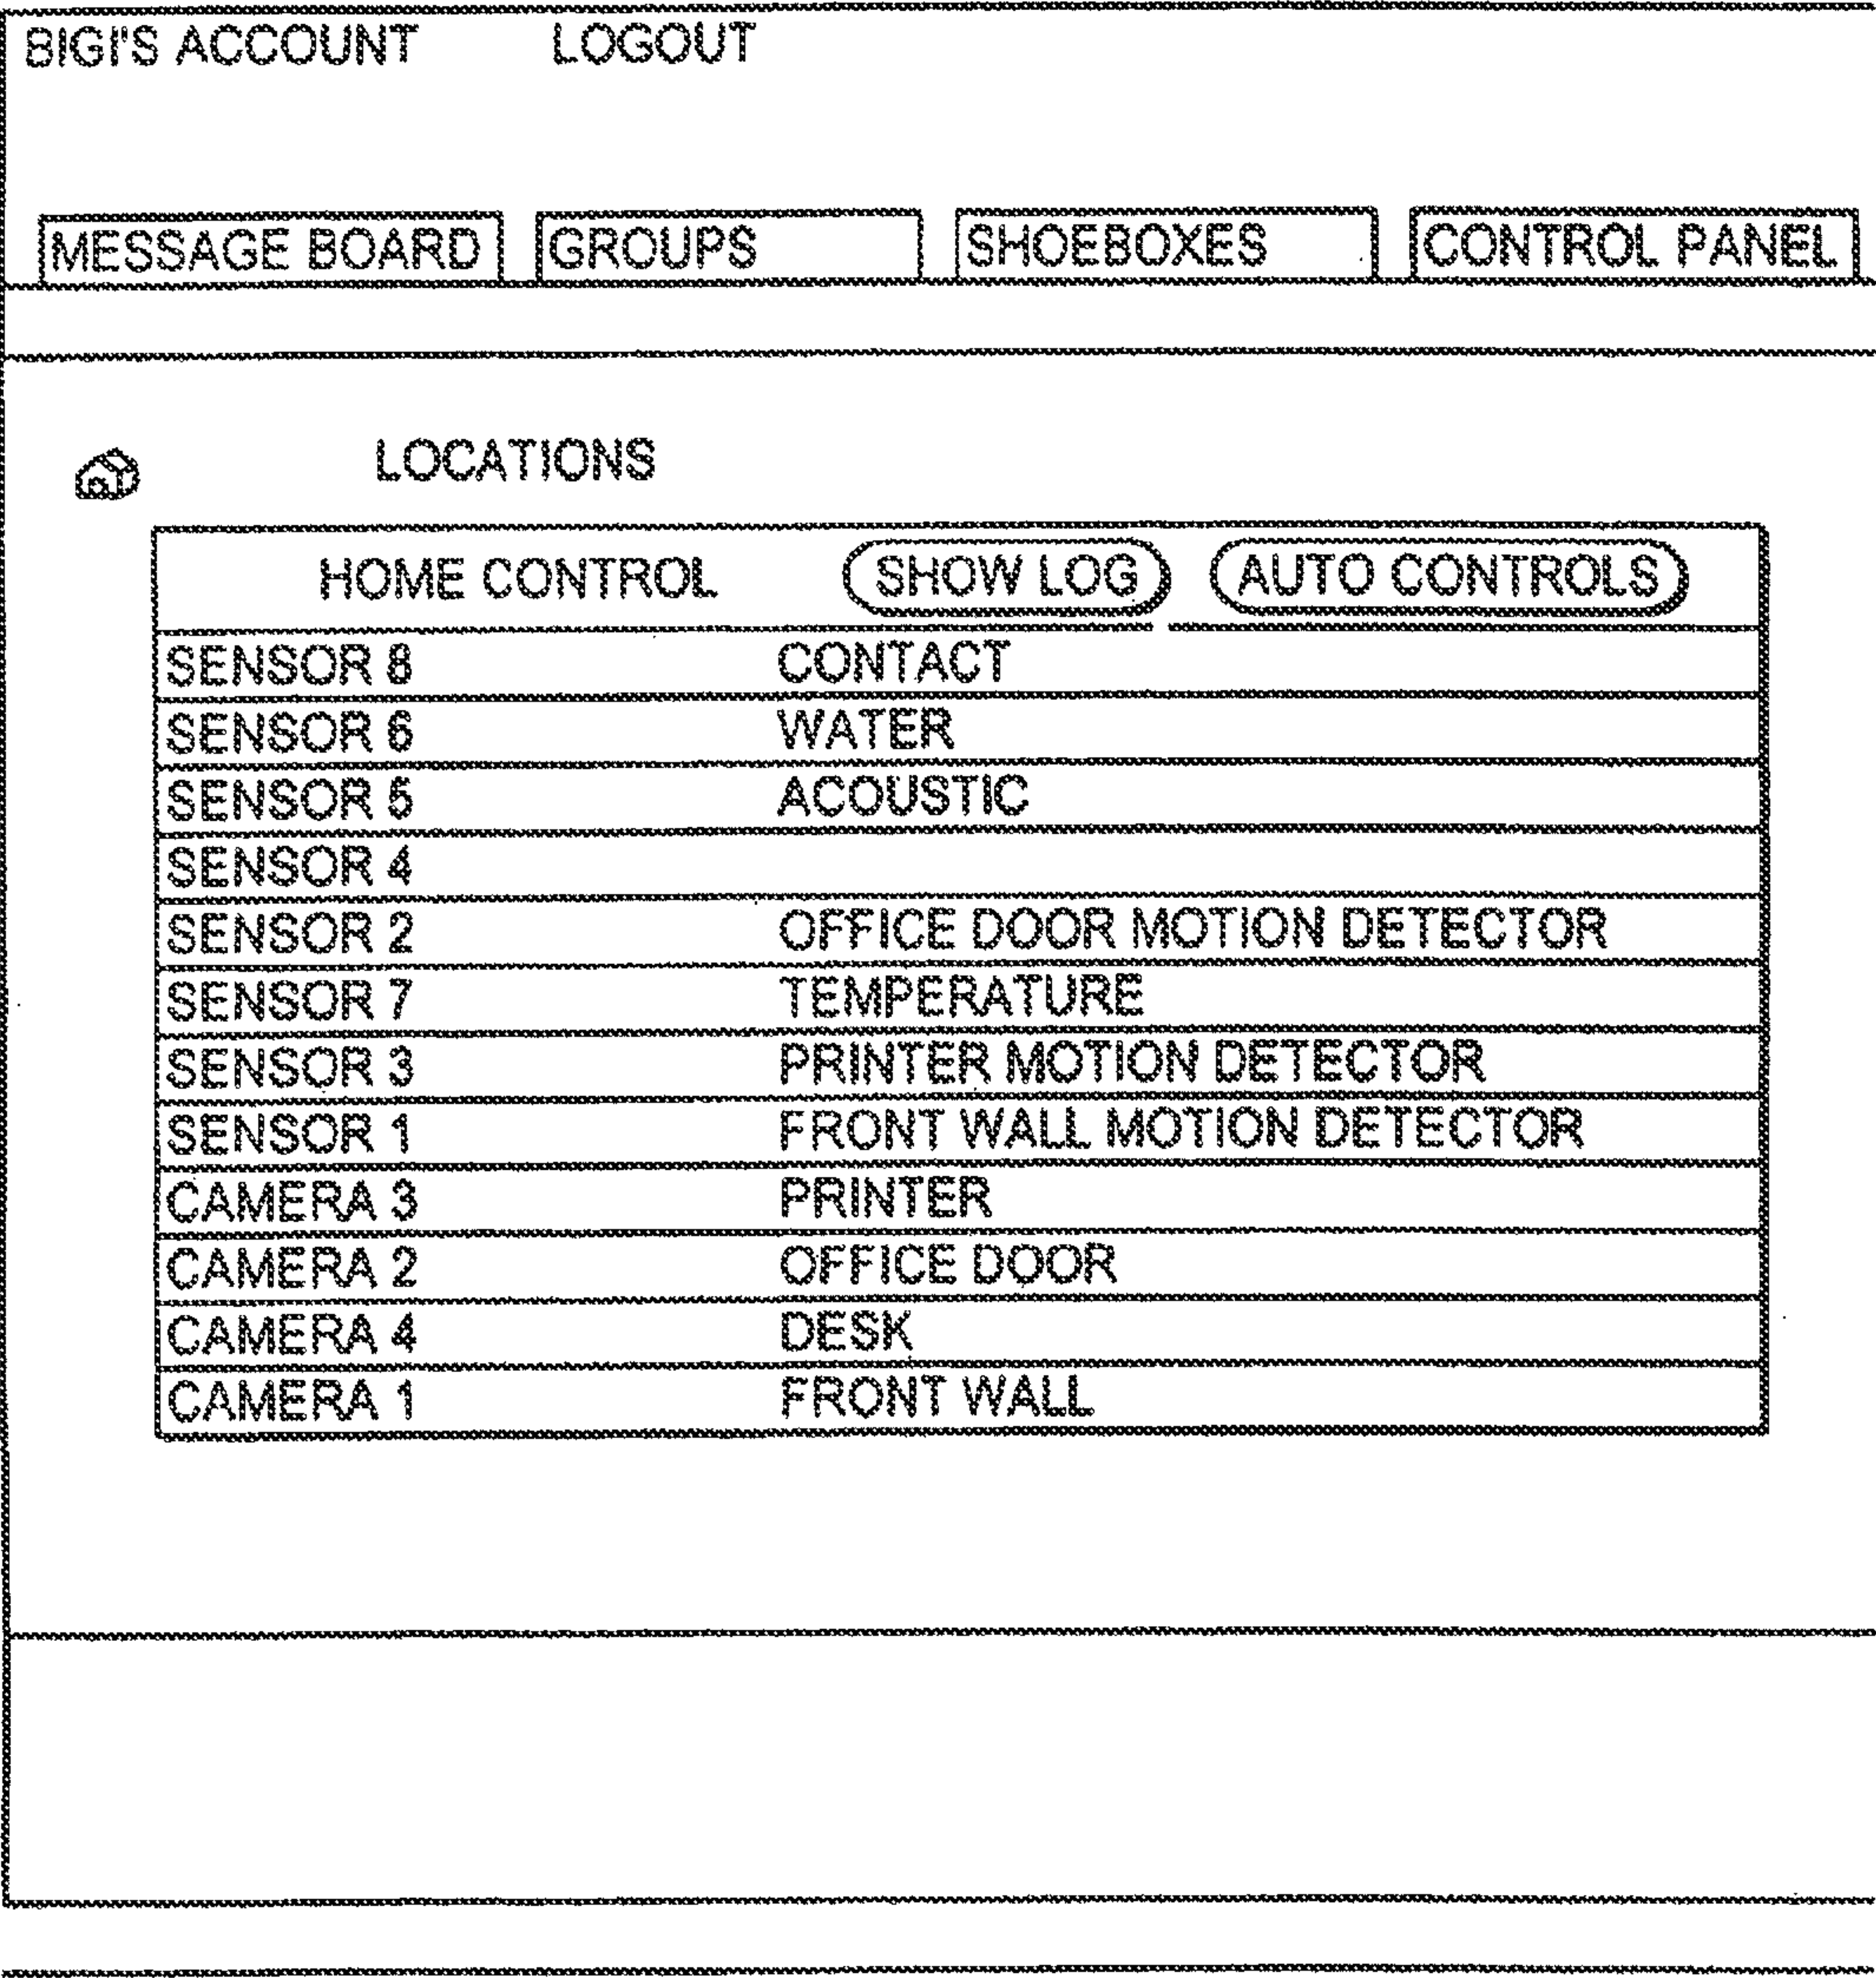 BIGI'S ACCOUNT LOGOUT
MESSAGE BOARD GROUPS SHOEBOXES CONTROL PANEL
LOCATIONS
HOME CONTROL SHOW LOG AUTO CONTROLS
SENSOR 8 CONTACT
SENSOR 6 WATER
SENSOR 5 ACOUSTIC
SENSOR 4
SENSOR 2 OFFICE DOOR MOTION DETECTOR
SENSOR 7 TEMPERATURE
SENSOR 3 PRINTER MOTION DETECTOR
SENSOR 1 FRONT WALL MOTION DETECTOR
CAMERA 3 PRINTER
CAMERA 2 OFFICE DOOR
CAMERA 4 DESK
CAMERA 1 FRONT WALL